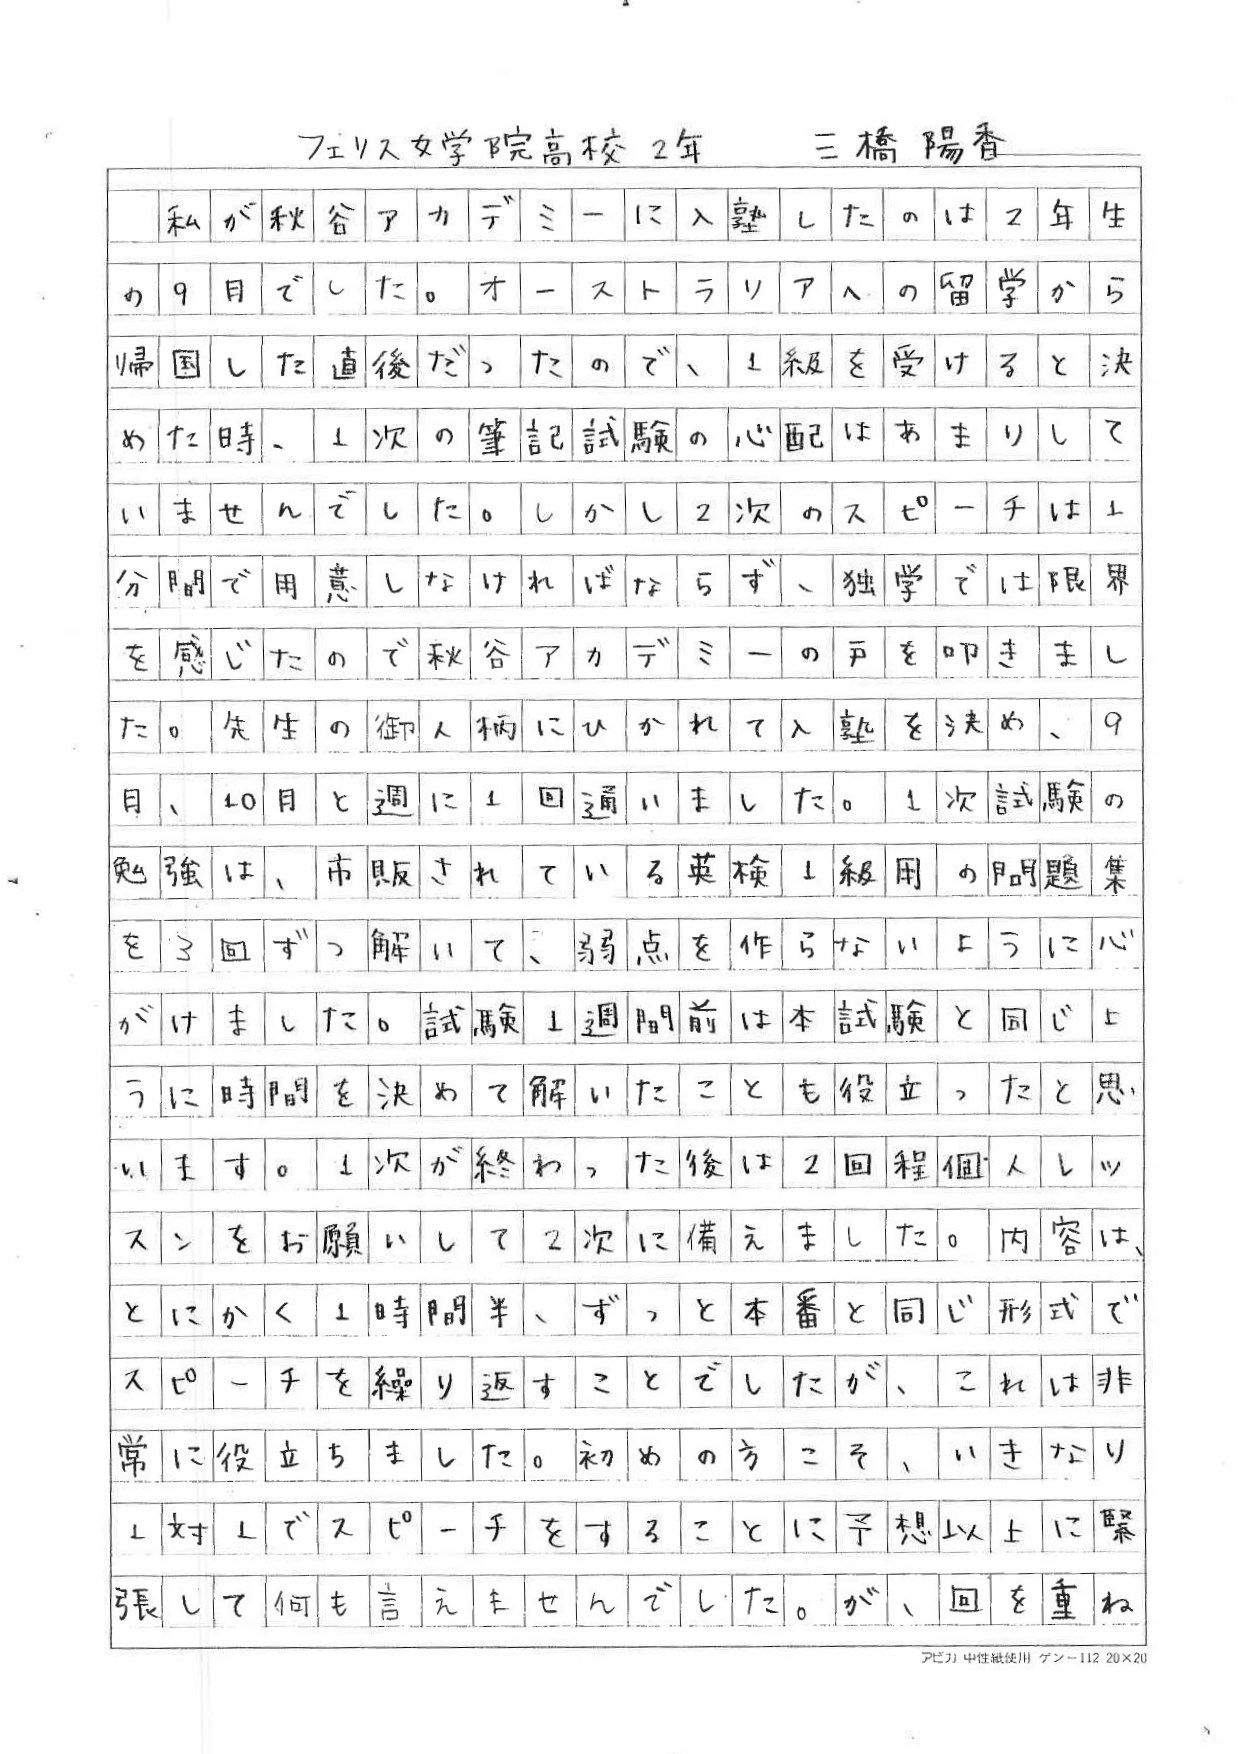 フェリス女学院高校 2年 三橋 陽香
私が秋谷アカデミーに入塾したのは2年生
の9月でした。オーストラリアへの留学から
帰国した直後だったので、1級を受けると決
めた時、1次の筆記試験の心配はあまりして
いませんでした。しかし2次のスピーチは1
分間で用意しなければならず、独学では限界
を感じたので秋谷アカデミーの戸を叩きまし
た。先生の御人柄にひかれて入塾を決め、9
月、10月と週に1回通いました。1次試験の
勉強は、市販されている英検1級用の問題集
を3回ずつ解いて、弱点を作らないように心
がけました。試験1週間前は本試験と同じよ
うに時間を決めて解いたことも役立ったと思
います。1次が終わった後は2回程個人レッ
スンをお願いして2次に備えました。内容は、
とにかく1時間半、ずっと本番と同じ形式で
スピーチを繰り返すことでしたが、これは非
常に役立ちました。初めの方こそ、いきなり
1対1でスピーチをすることに予想以上に緊
張して何も言えませんでした。が、回を重ね
アピカ 中性紙使用 ゲンー112 20×20